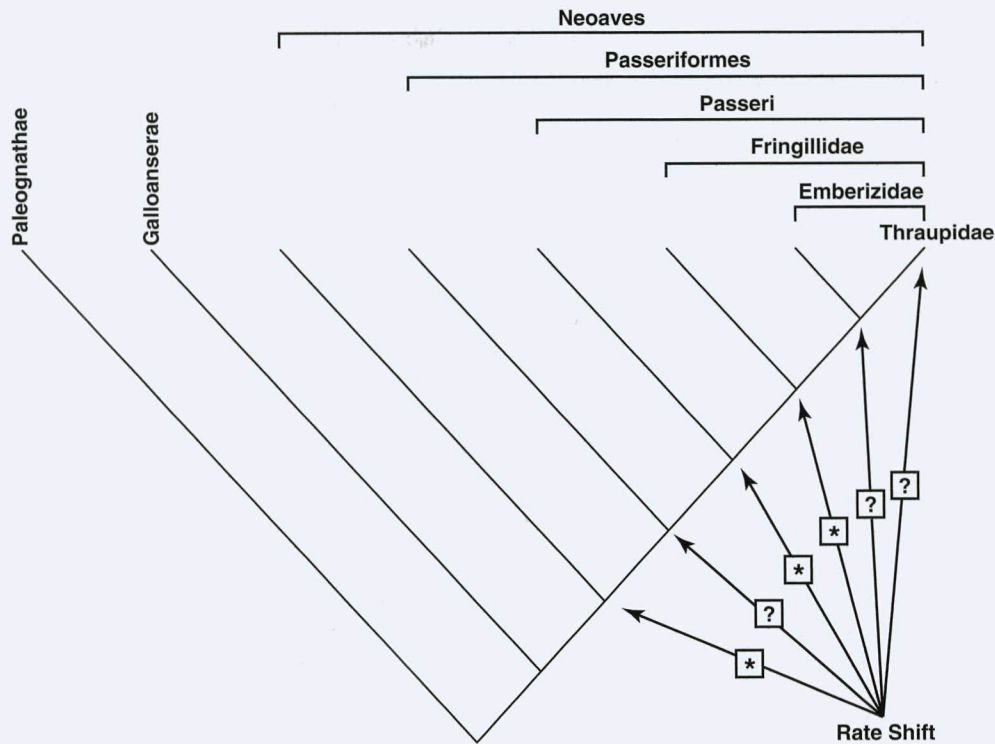 Neoaves
Passeriformes
Passeri
Fringillidae
Emberizidae
Thraupidae
Paleognathae
Galloanserae
?
?
*
*
?
*
Rate Shift